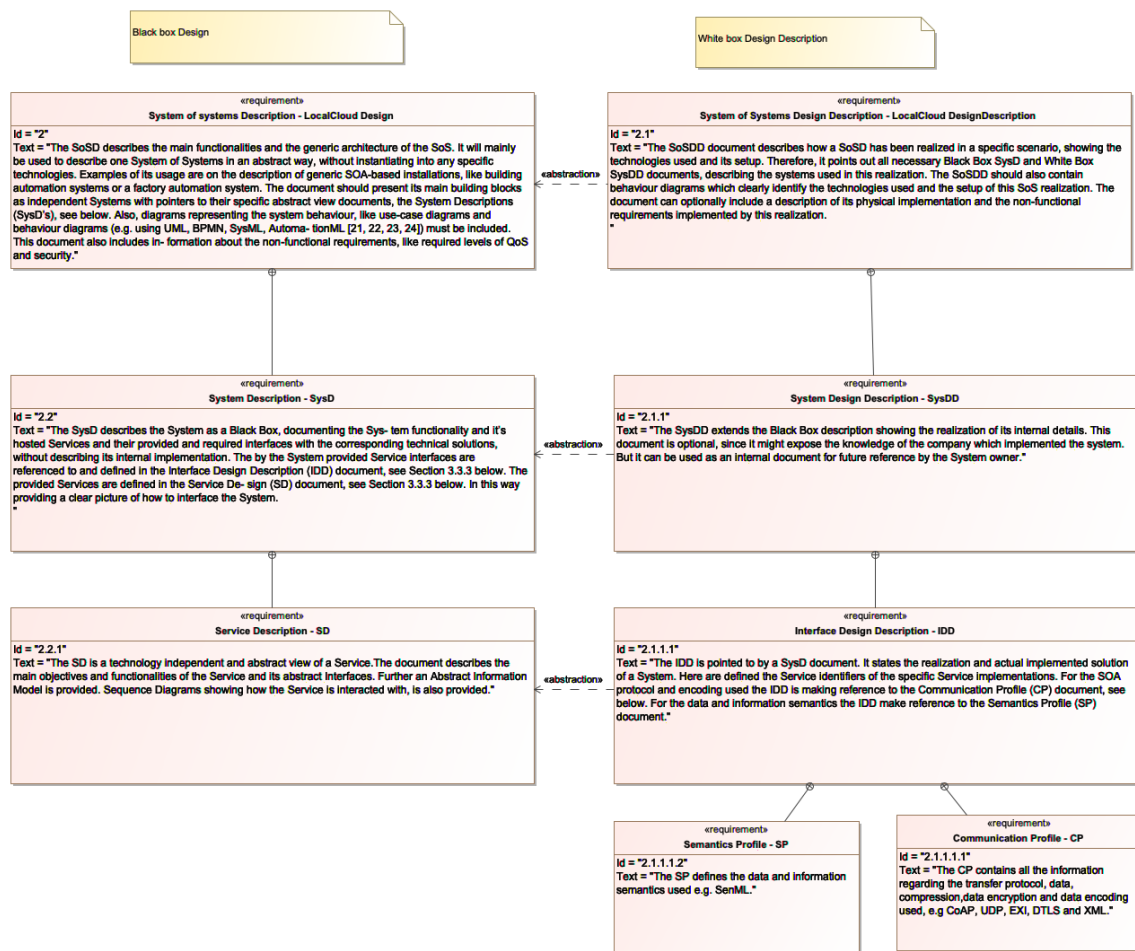 Black box Design
White box Design Description
«requirement»
System of systems Description - LocalCloud Design
Id = "2"
Text = "The SoSD describes the main functionalities and the generic architecture of the SoS. It will mainly
be used to describe one System of Systems in an abstract way, without instantiating into any specific
technologies. Examples of its usage are on the description of generic SOA-based installations, like building
automation systems or a factory automation system. The document should present its main building blocks
as independent Systems with pointers to their specific abstract view documents, the System Descriptions
(SysD's), see below. Also, diagrams representing the system behaviour, like use-case diagrams and
behaviour diagrams (e.g. using UML, BPMN, SysML, Automa- tionML [21, 22, 23, 24]) must be included.
This document also includes in- formation about the non-functional requirements, like required levels of QoS
and security."
«abstraction»
«requirement»
System of Systems Design Description - LocalCloud DesignDescription
Id = "2.1"
Text = "The SoSDD document describes how a SoSD has been realized in a specific scenario, showing the
technologies used and its setup. Therefore, it points out all necessary Black Box SysD and White Box
SysDD documents, describing the systems used in this realization. The SoSDD should also contain
behaviour diagrams which clearly identify the technologies used and the setup of this SoS realization. The
document can optionally include a description of its physical implementation and the non-functional
requirements implemented by this realization.
"
«requirement»
System Description - SysD
Id = "2.2"
Text = "The SysD describes the System as a Black Box, documenting the Sys- tem functionality and it's
hosted Services and their provided and required interfaces with the corresponding technical solutions,
without describing its internal implementation. The by the System provided Service interfaces are
referenced to and defined in the Interface Design Description (IDD) document, see Section 3.3.3 below. The
provided Services are defined in the Service De- sign (SD) document, see Section 3.3.3 below. In this way
providing a clear picture of how to interface the System.
"
«abstraction»
«requirement»
System Design Description - SysDD
Id = "2.1.1"
Text = "The SysDD extends the Black Box description showing the realization of its internal details. This
document is optional, since it might expose the knowledge of the company which implemented the system.
But it can be used as an internal document for future reference by the System owner."
«requirement»
Service Description - SD
Id = "2.2.1"
Text = "The SD is a technology independent and abstract view of a Service.The document describes the
main objectives and functionalities of the Service and its abstract Interfaces. Further an Abstract Information
Model is provided. Sequence Diagrams showing how the Service is interacted with, is also provided."
«abstraction»
«requirement»
Interface Design Description - IDD
Id = "2.1.1.1"
Text = "The IDD is pointed to by a SysD document. It states the realization and actual implemented solution
of a System. Here are defined the Service identifiers of the specific Service implementations. For the SOA
protocol and encoding used the IDD is making reference to the Communication Profile (CP) document, see
below. For the data and information semantics the IDD make reference to the Semantics Profile (SP)
document."
«requirement»
Semantics Profile - SP
Id = "2.1.1.1.2"
Text = "The SP defines the data and information
semantics used e.g. SenML."
«requirement»
Communication Profile - CP
Id = "2.1.1.1.1"
Text = "The CP contains all the information
regarding the transfer protocol, data,
compression,data encryption and data encoding
used, e.g CoAP, UDP, EXI, DTLS and XML."